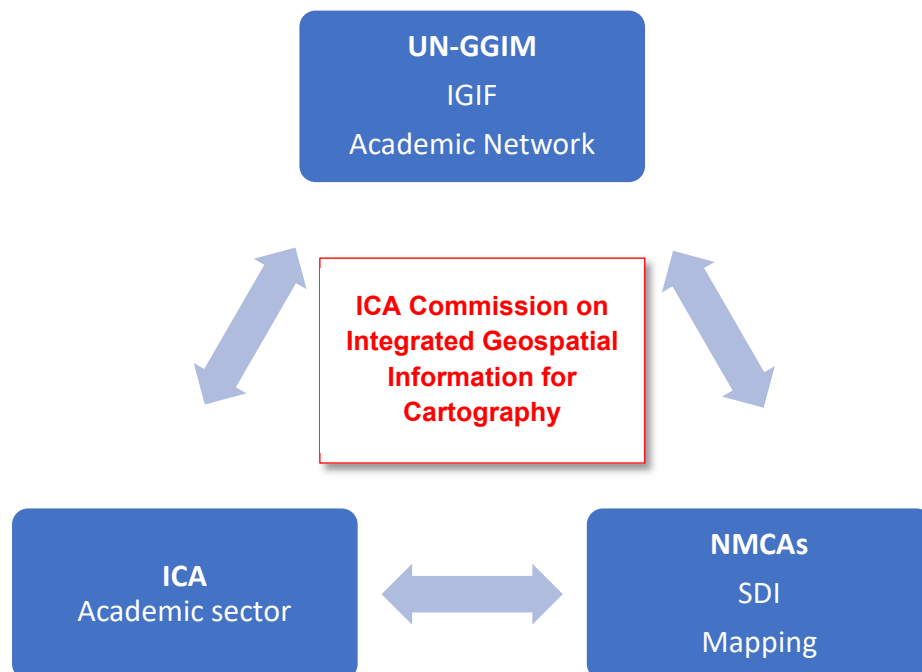 UN-GGIM
IGIF
Academic Network
ICA Commission on
Integrated Geospatial
Information for
Cartography
ICA
Academic sector
NMCAs
SDI
Mapping